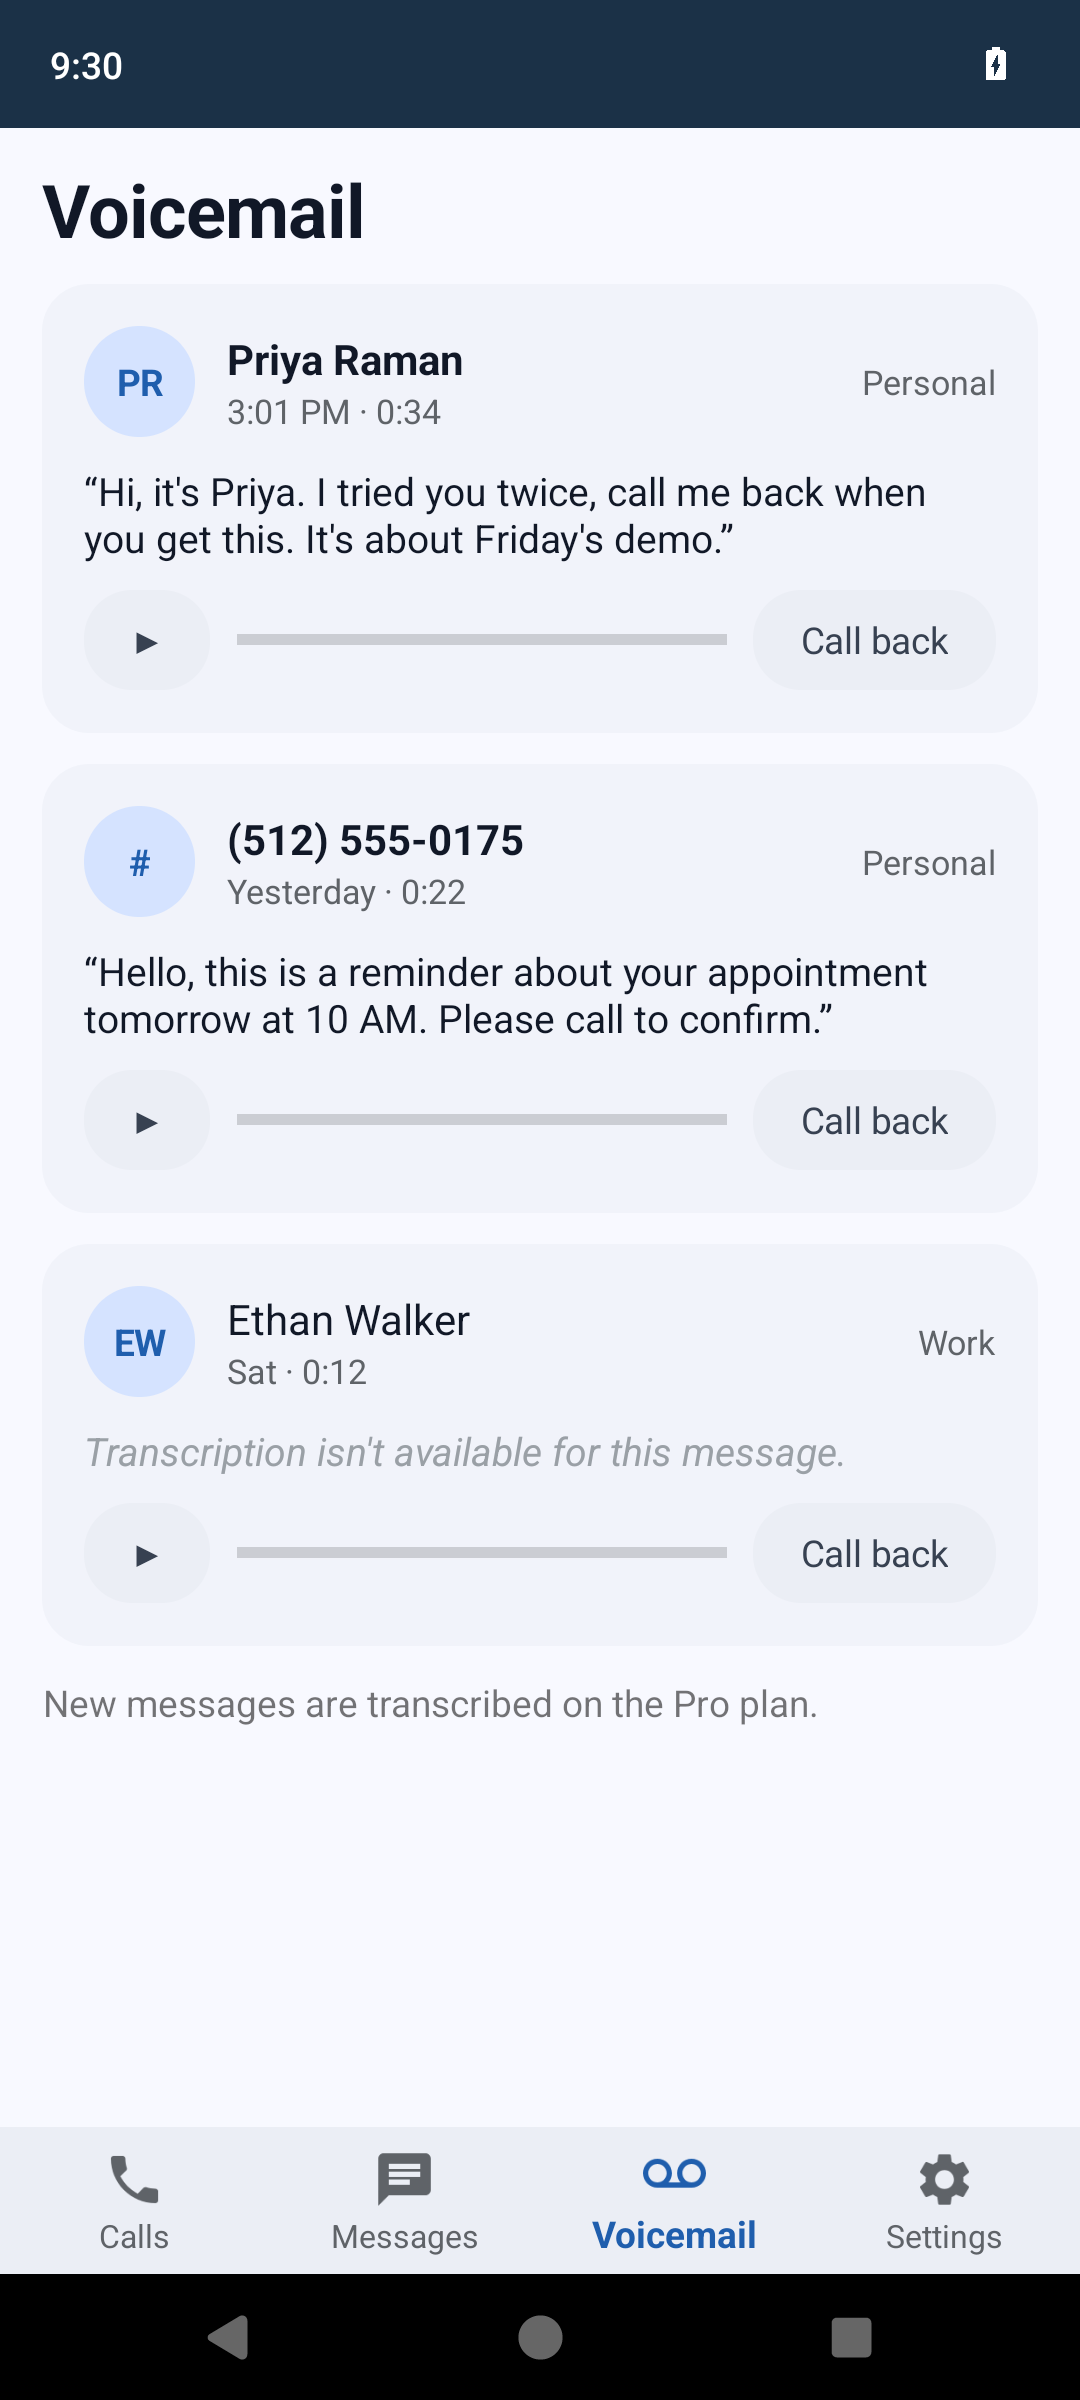 9:30
Voicemail
PR
Priya Raman
3:01 PM · 0:34
Personal
“Hi, it's Priya. I tried you twice, call me back when
you get this. It's about Friday's demo.”
Call back
#
(512) 555-0175
Yesterday · 0:22
Personal
“Hello, this is a reminder about your appointment
tomorrow at 10 AM. Please call to confirm.”
Call back
EW
Ethan Walker
Sat · 0:12
Work
Transcription isn't available for this message.
Call back
New messages are transcribed on the Pro plan.
Calls
Messages
Voicemail
Settings